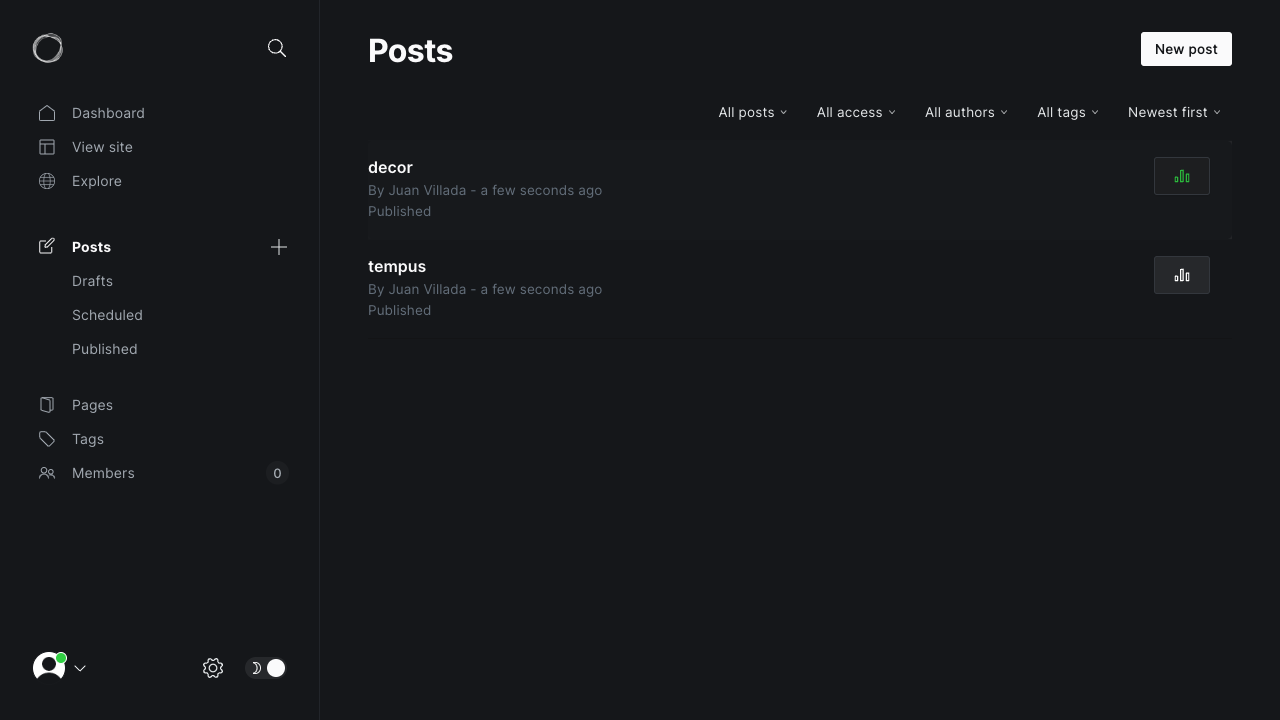 Dashboard
View site
Explore
Posts
Drafts
Scheduled
Published
Pages
Tags
Members 0
Posts
New post
All posts All access All authors All tags Newest first
decor
By Juan Villada - a few seconds ago
Published
tempus
By Juan Villada - a few seconds ago
Published